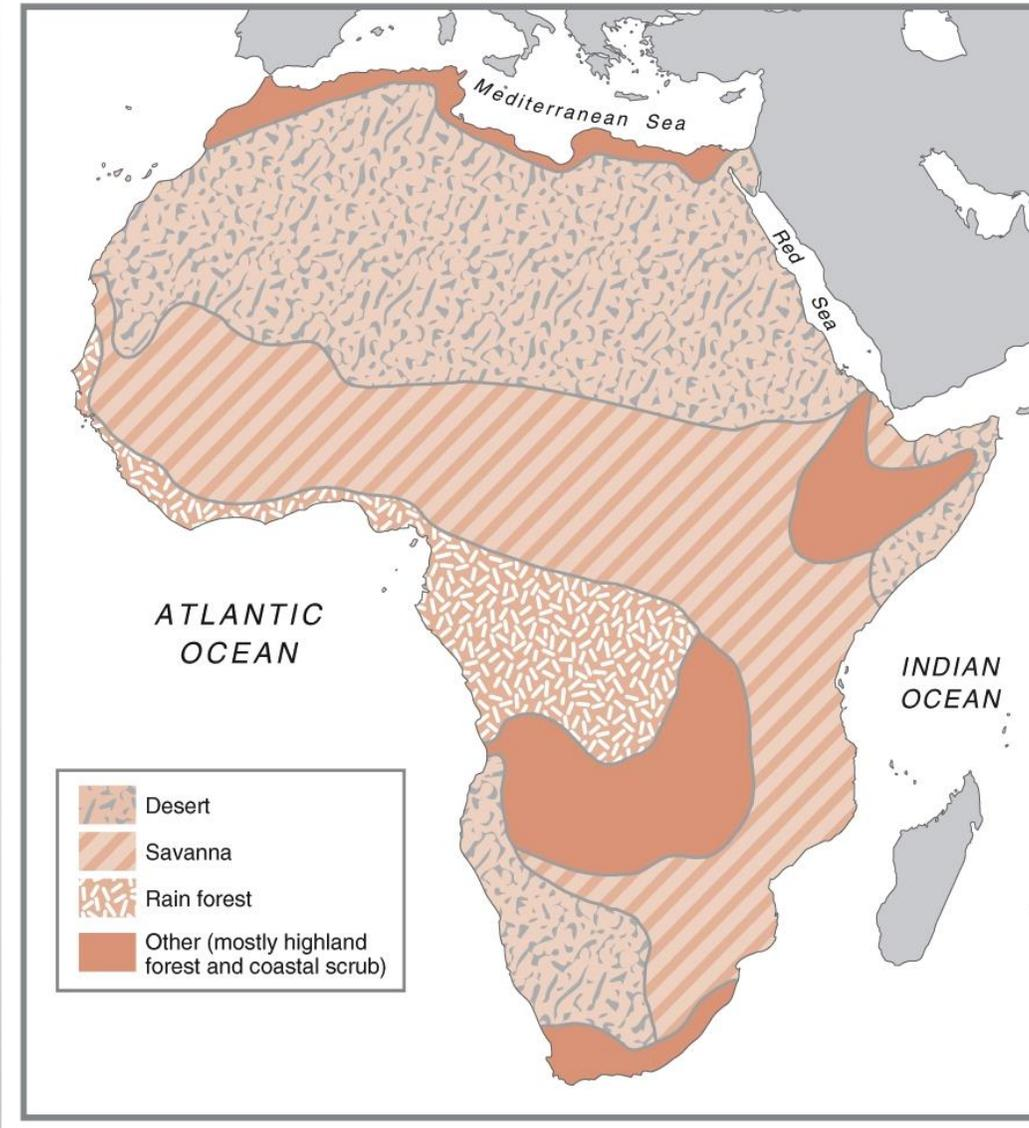 Mediterranean Sea
Red Sea
ATLANTIC
OCEAN
INDIAN
OCEAN
Desert
Savanna
Rain forest
Other (mostly highland
forest and coastal scrub)